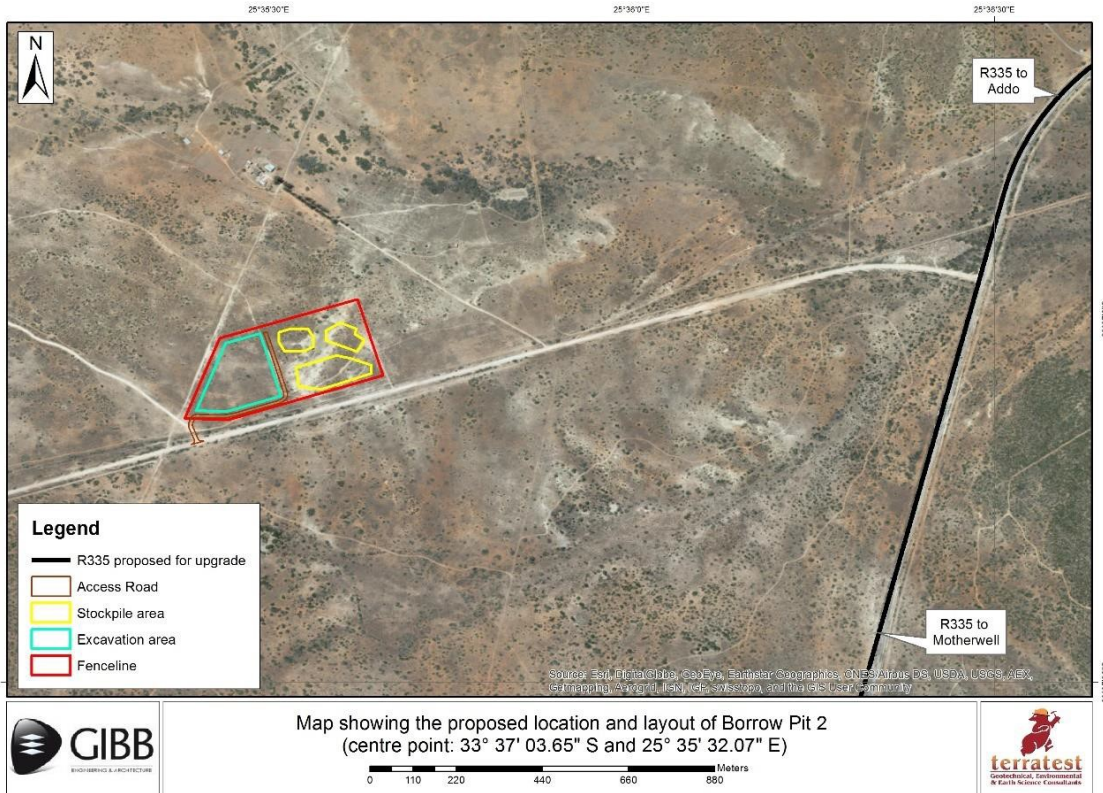 25°35'30"E
25°36'0"E
25°36'30"E
N
R335 to
Addo
R335 to
Motherwell
Legend
R335 proposed for upgrade
Access Road
Stockpile area
Excavation area
Fenceline
Source: Esri, DigitalGlobe, GeoEye, Earthstar Geographics, CNES/Airbus DS, USDA, USGS, AEX,
Getmapping, Aerogrid, IGN, IGP, swisstopo, and the GIS User Community
GIBB
ENGINEERING & ARCHITECTURE
Map showing the proposed location and layout of Borrow Pit 2
(centre point: 33° 37' 03.65" S and 25° 35' 32.07" E)
0 110 220 440 660 880 Meters
terratest
Geotechnical, Environmental
& Earth Science Consultants